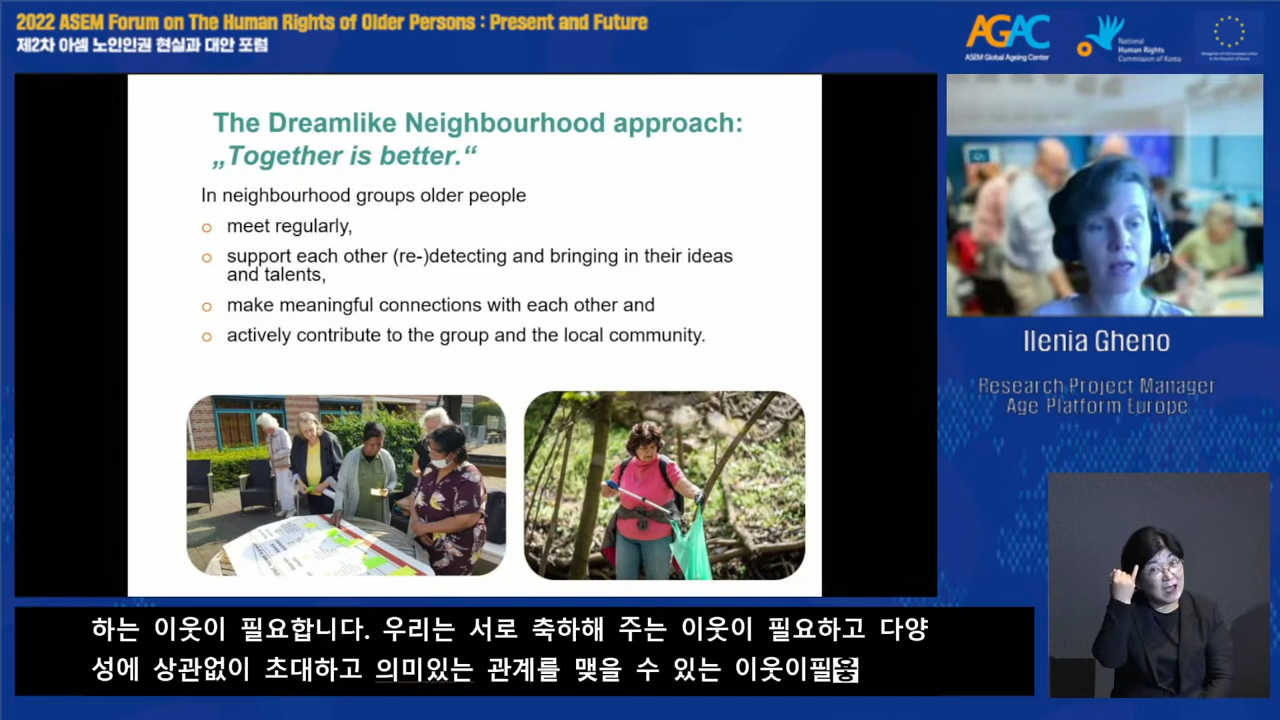 2022 ASEM Forum on The Human Rights of Older Persons : Present and Future
제2차 아셈 노인인권 현실과 대안 포럼
AGAC
ASEM Global Ageing Center
National
Human Rights
Commission of Korea
The Dreamlike Neighbourhood approach:
„Together is better.“
In neighbourhood groups older people
meet regularly,
support each other (re-)detecting and bringing in their ideas
and talents,
make meaningful connections with each other and
actively contribute to the group and the local community.
Ilenia Gheno
Research Project Manager
Age Platform Europe
하는 이웃이 필요합니다. 우리는 서로 축하해 주는 이웃이 필요하고 다양
성에 상관없이 초대하고 의미있는 관계를 맺을 수 있는 이웃이필